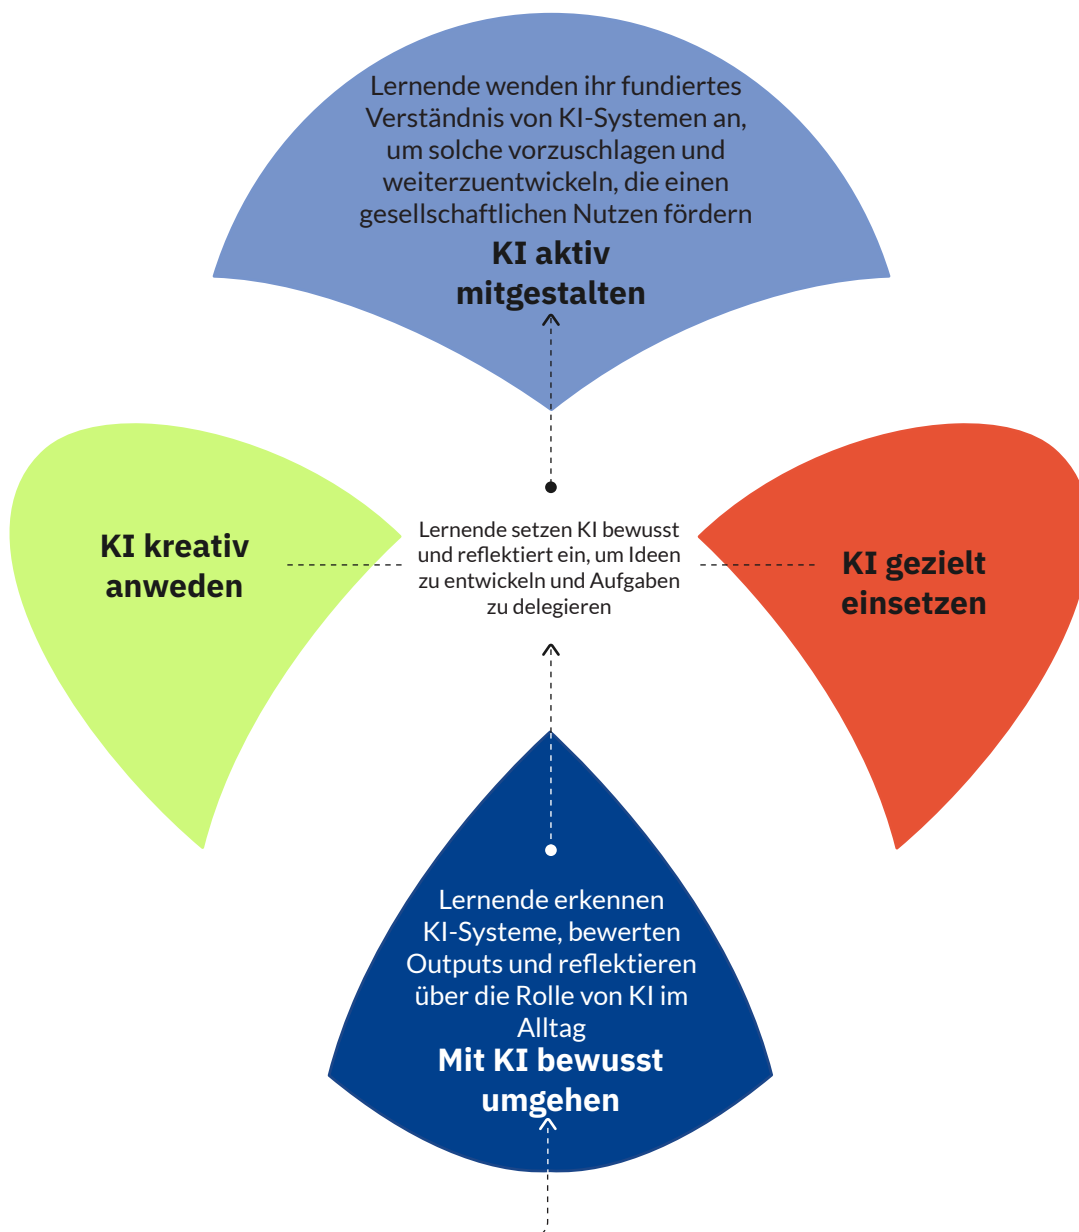 Lernende wenden ihr fundiertes
Verständnis von KI-Systemen an,
um solche vorzuschlagen und
weiterzuentwickeln, die einen
gesellschaftlichen Nutzen fördern
KI aktiv
mitgestalten
KI kreativ
anweden
Lernende setzen KI bewusst
und reflektiert ein, um Ideen
zu entwickeln und Aufgaben
zu delegieren
KI gezielt
einsetzen
Lernende erkennen
KI-Systeme, bewerten
Outputs und reflektieren
über die Rolle von KI im
Alltag
Mit KI bewusst
umgehen